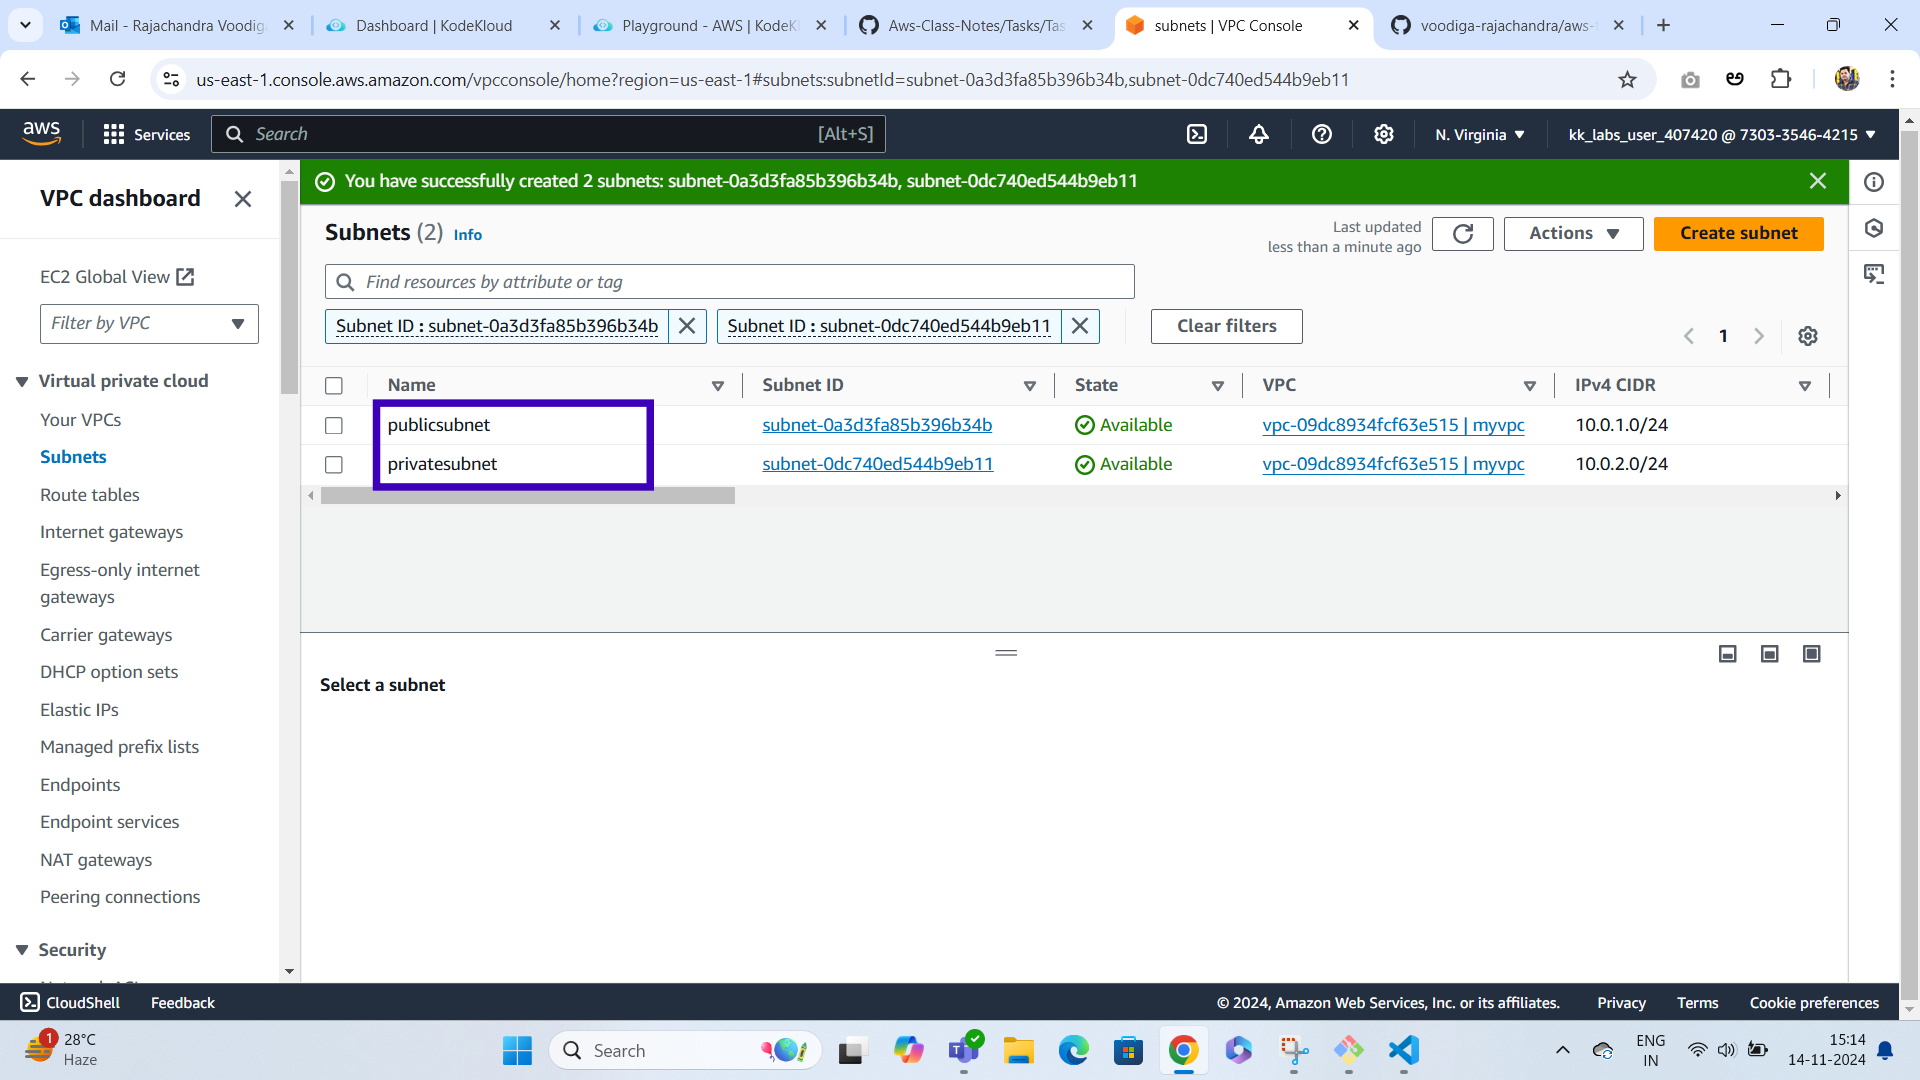 Mail - Rajachandra Voodig
Dashboard | KodeKloud
Playground - AWS | KodeK
Aws-Class-Notes/Tasks/Tas
subnets | VPC Console
voodiga-rajachandra/aws-
us-east-1.console.aws.amazon.com/vpcconsole/home?region=us-east-1#subnets:subnetId=subnet-0a3d3fa85b396b34b,subnet-0dc740ed544b9eb11
aws
Services
Search
[Alt+S]
N. Virginia
kk_labs_user_407420 @ 7303-3546-4215
VPC dashboard
You have successfully created 2 subnets: subnet-0a3d3fa85b396b34b, subnet-0dc740ed544b9eb11
EC2 Global View
Filter by VPC
Virtual private cloud
Your VPCs
Subnets
Route tables
Internet gateways
Egress-only internet
gateways
Carrier gateways
DHCP option sets
Elastic IPs
Managed prefix lists
Endpoints
Endpoint services
NAT gateways
Peering connections
Security
Subnets (2) Info
Last updated
less than a minute ago
Actions
Create subnet
Find resources by attribute or tag
Subnet ID : subnet-0a3d3fa85b396b34b
Subnet ID : subnet-0dc740ed544b9eb11
Clear filters
1
Name Subnet ID State VPC IPv4 CIDR
publicsubnet subnet-0a3d3fa85b396b34b Available vpc-09dc8934fcf63e515 | myvpc 10.0.1.0/24
privatesubnet subnet-0dc740ed544b9eb11 Available vpc-09dc8934fcf63e515 | myvpc 10.0.2.0/24
Select a subnet
CloudShell
Feedback
© 2024, Amazon Web Services, Inc. or its affiliates.
Privacy
Terms
Cookie preferences
1
28°C
Haze
Search
ENG
IN
15:14
14-11-2024